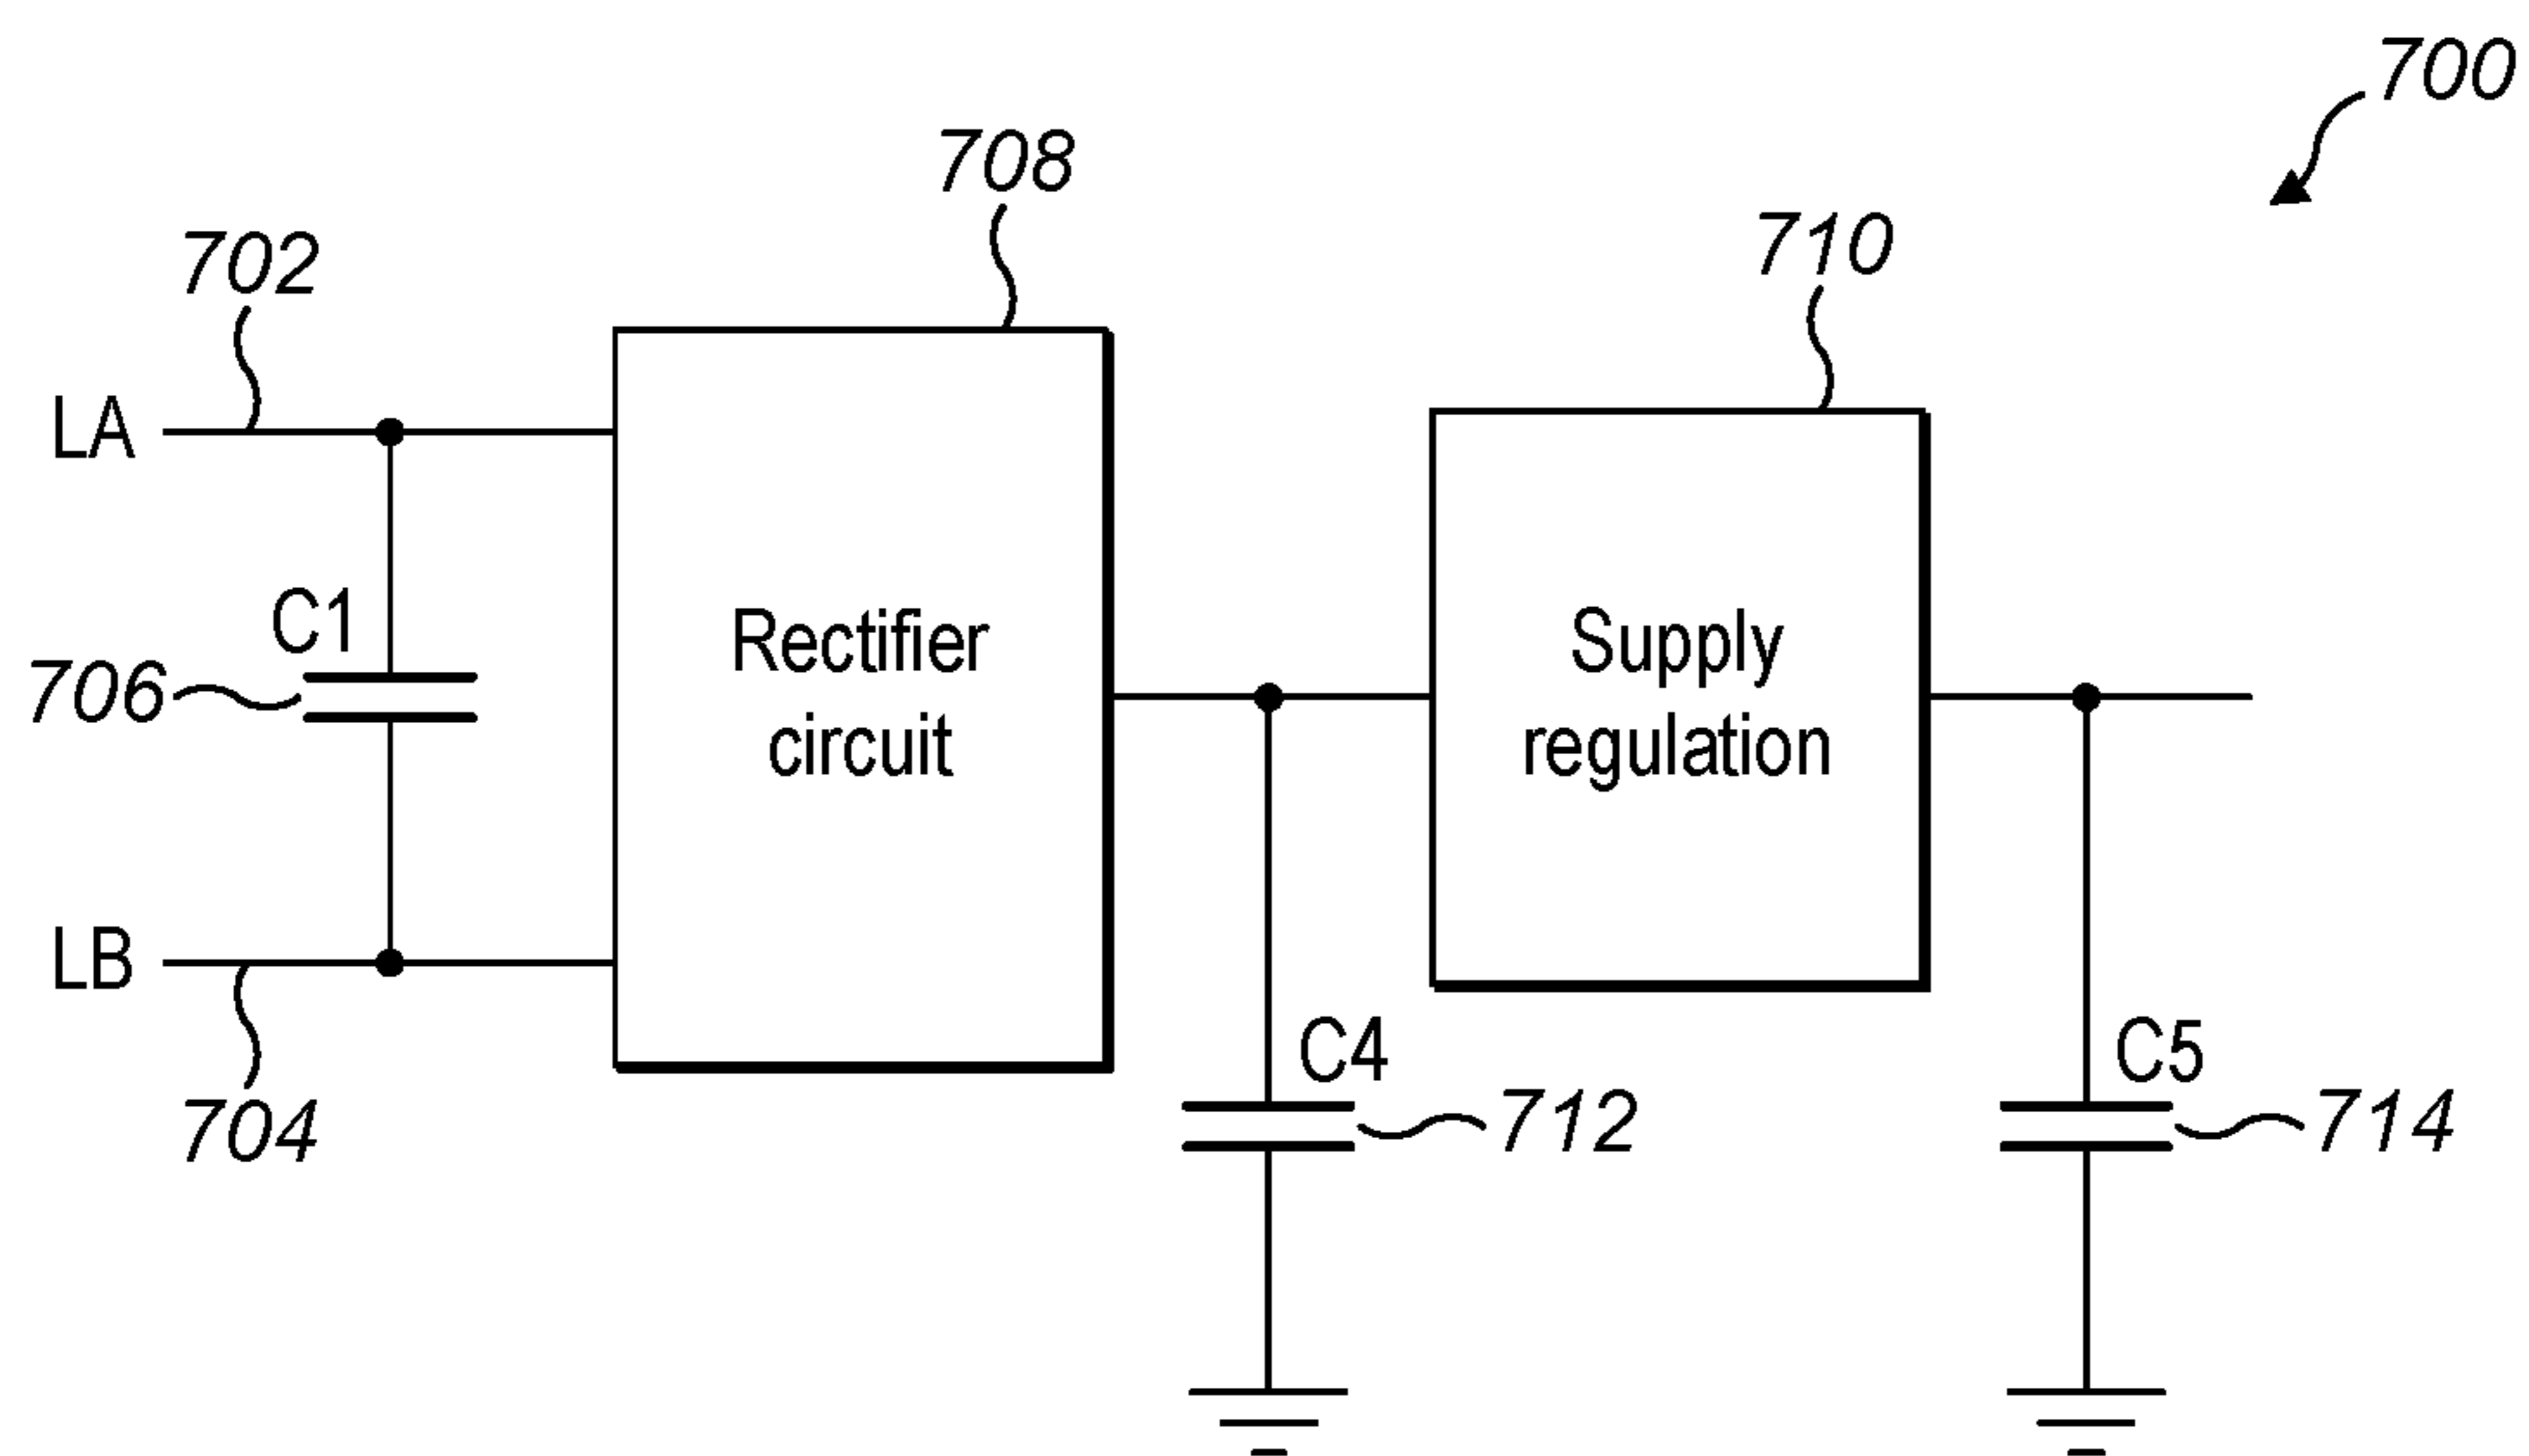 700
708
710
702
LA
C1
706
Rectifier
circuit
Supply
regulation
LB
704
C4
712
C5
714